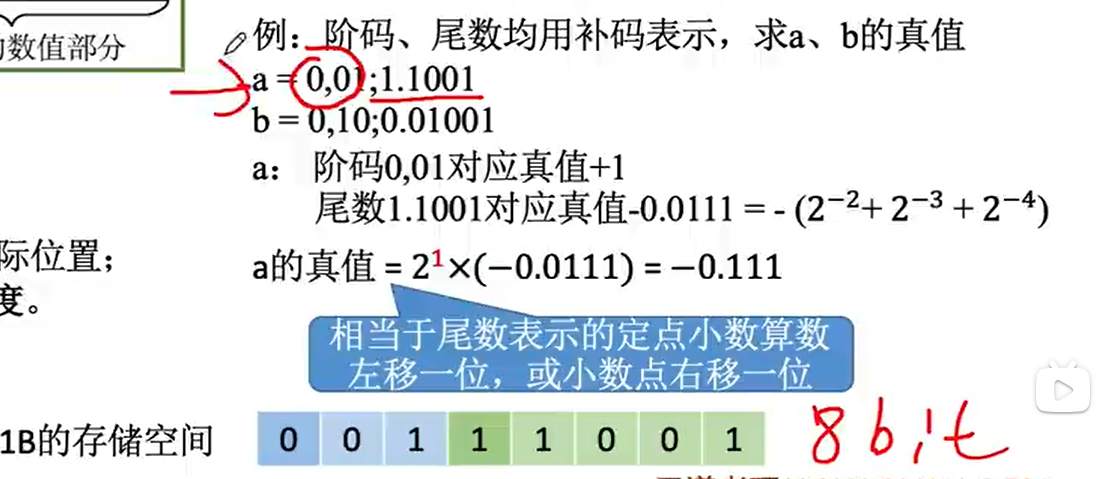 的数值部分
例：阶码、尾数均用补码表示，求a、b的真值
a = 0,01;1.1001
b = 0,10;0.01001
a： 阶码0,01对应真值+1
尾数1.1001对应真值-0.0111 = - (2⁻²+ 2⁻³ + 2⁻⁴)
际位置；
度。
a的真值 = 2¹×(−0.0111) = −0.111
相当于尾数表示的定点小数算数
左移一位，或小数点右移一位
1B的存储空间 0 0 1 1 1 0 0 1 8bit